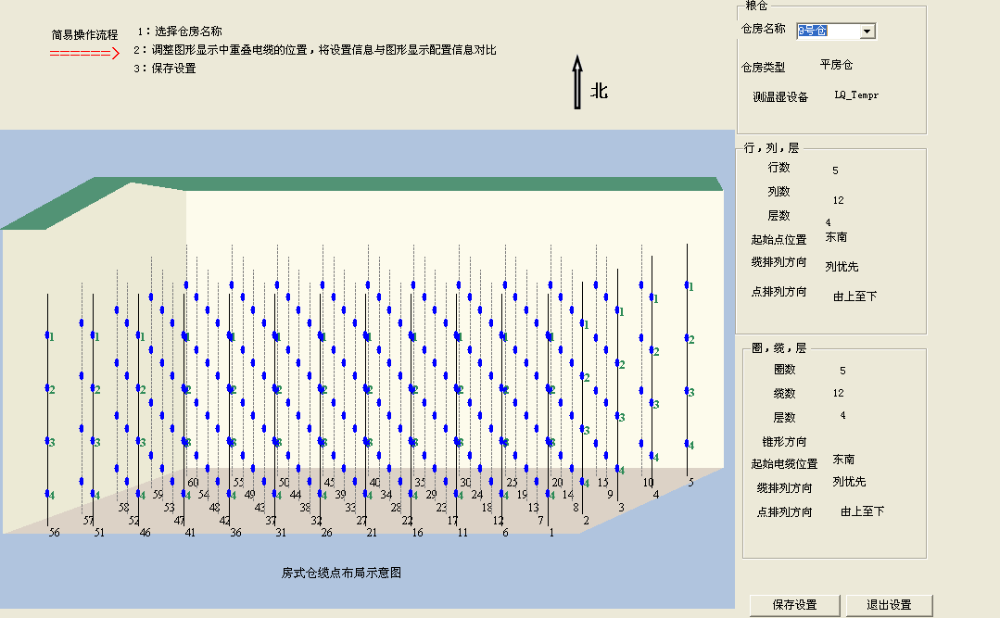 简易操作流程
======>
1：选择仓房名称
2：调整图形显示中重叠电缆的位置，将设置信息与图形显示配置信息对比
3：保存设置
北
粮仓
仓房名称 9号仓
仓房类型 平房仓
测温湿设备 LQ_Tempr
行，列，层
行数 5
列数 12
层数 4
起始点位置 东南
缆排列方向 列优先
点排列方向 由上至下
圈，缆，层
圈数 5
缆数 12
层数 4
锥形方向
起始电缆位置 东南
缆排列方向 列优先
点排列方向 由上至下
1 1 1 1 1 1 1 1 1 1 1 1 1 1 1 1
2 2 2 2 2 2 2 2 2 2 2 2 2 2 2 2
3 3 3 3 3 3 3 3 3 3 3 3 3 3 3 3
4 4 4 4 4 4 4 4 4 4 4 4 4 4 4 4
60 55 50 45 40 35 30 25 20 15 10 5
59 54 49 44 39 34 29 24 19 14 9 4
58 53 48 43 38 33 28 23 18 13 8 3
57 52 47 42 37 32 27 22 17 12 7 2
56 51 46 41 36 31 26 21 16 11 6 1
房式仓缆点布局示意图
保存设置 退出设置